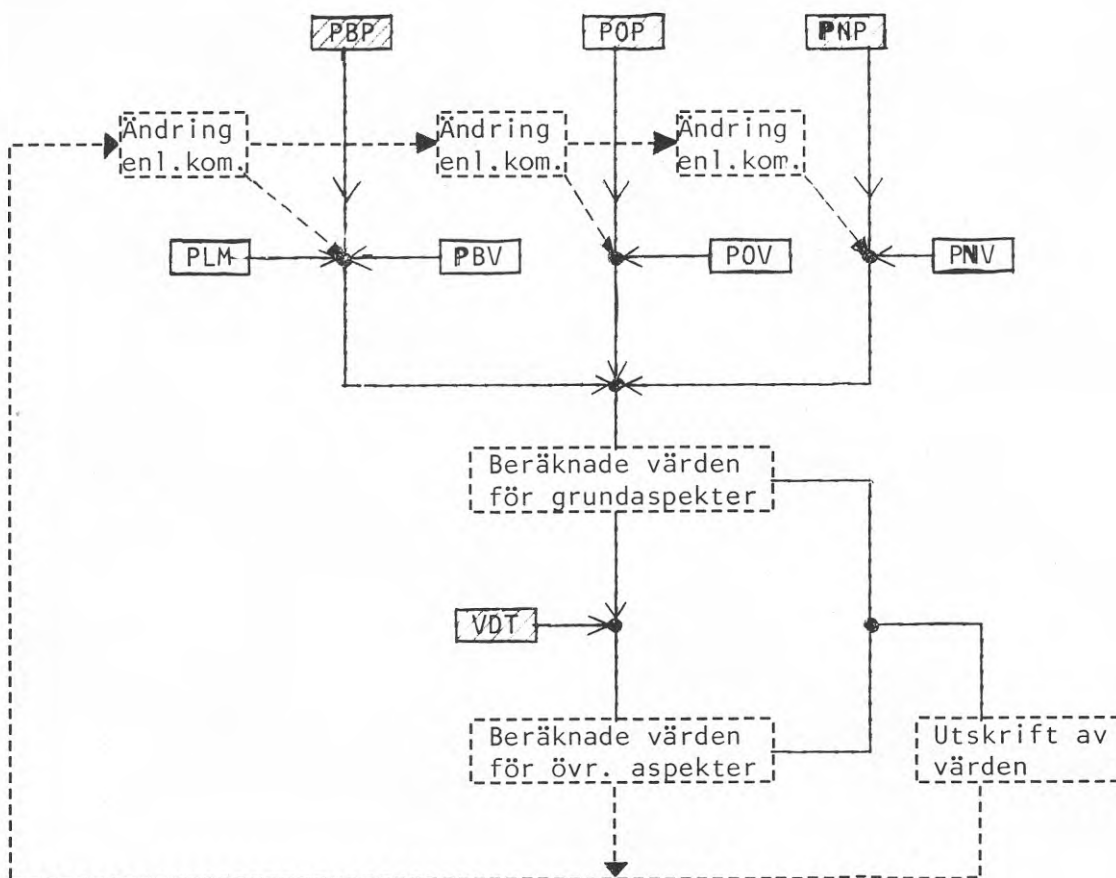 PBP
POP
PNP
Ändring
enl.kom.
Ändring
enl.kom.
Ändring
enl.kom.
PLM
PBV
POV
PNV
Beräknade värden
för grundaspekter
VDT
Beräknade värden
för övr. aspekter
Utskrift av
värden